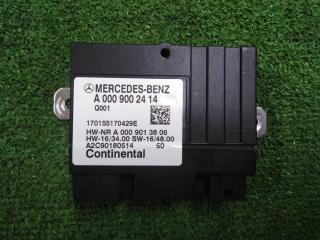 MERCEDES-BENZ
A 000 900 24 14
Q001
170155170429E
HW-NR A 000 901 38 06
HW-16/34.00 SW-16/48.00
A2C90180514 50
Continental